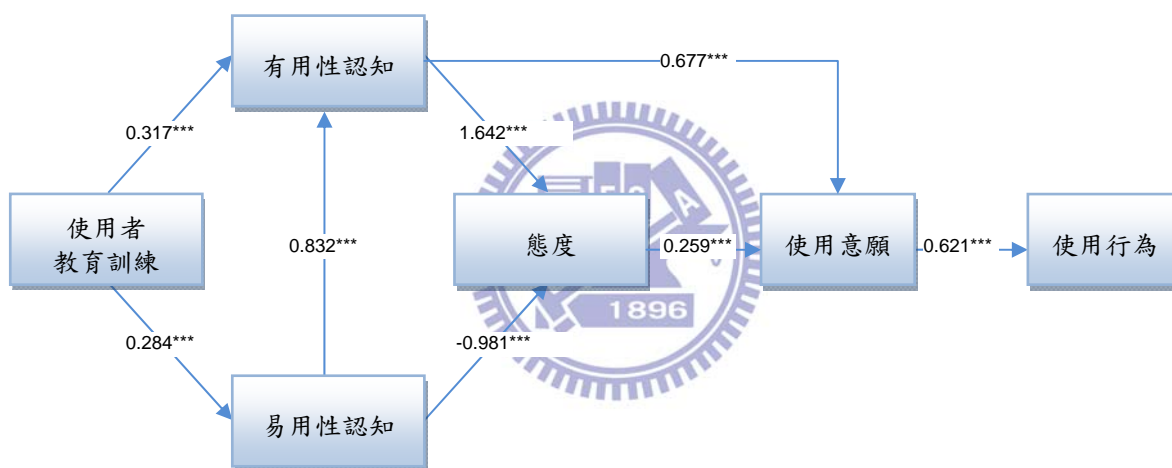 有用性認知
0.677***
0.317***
1.642***
使用者
教育訓練
0.832***
態度
0.259***
使用意願
0.621***
使用行為
1896
0.284***
-0.981***
易用性認知